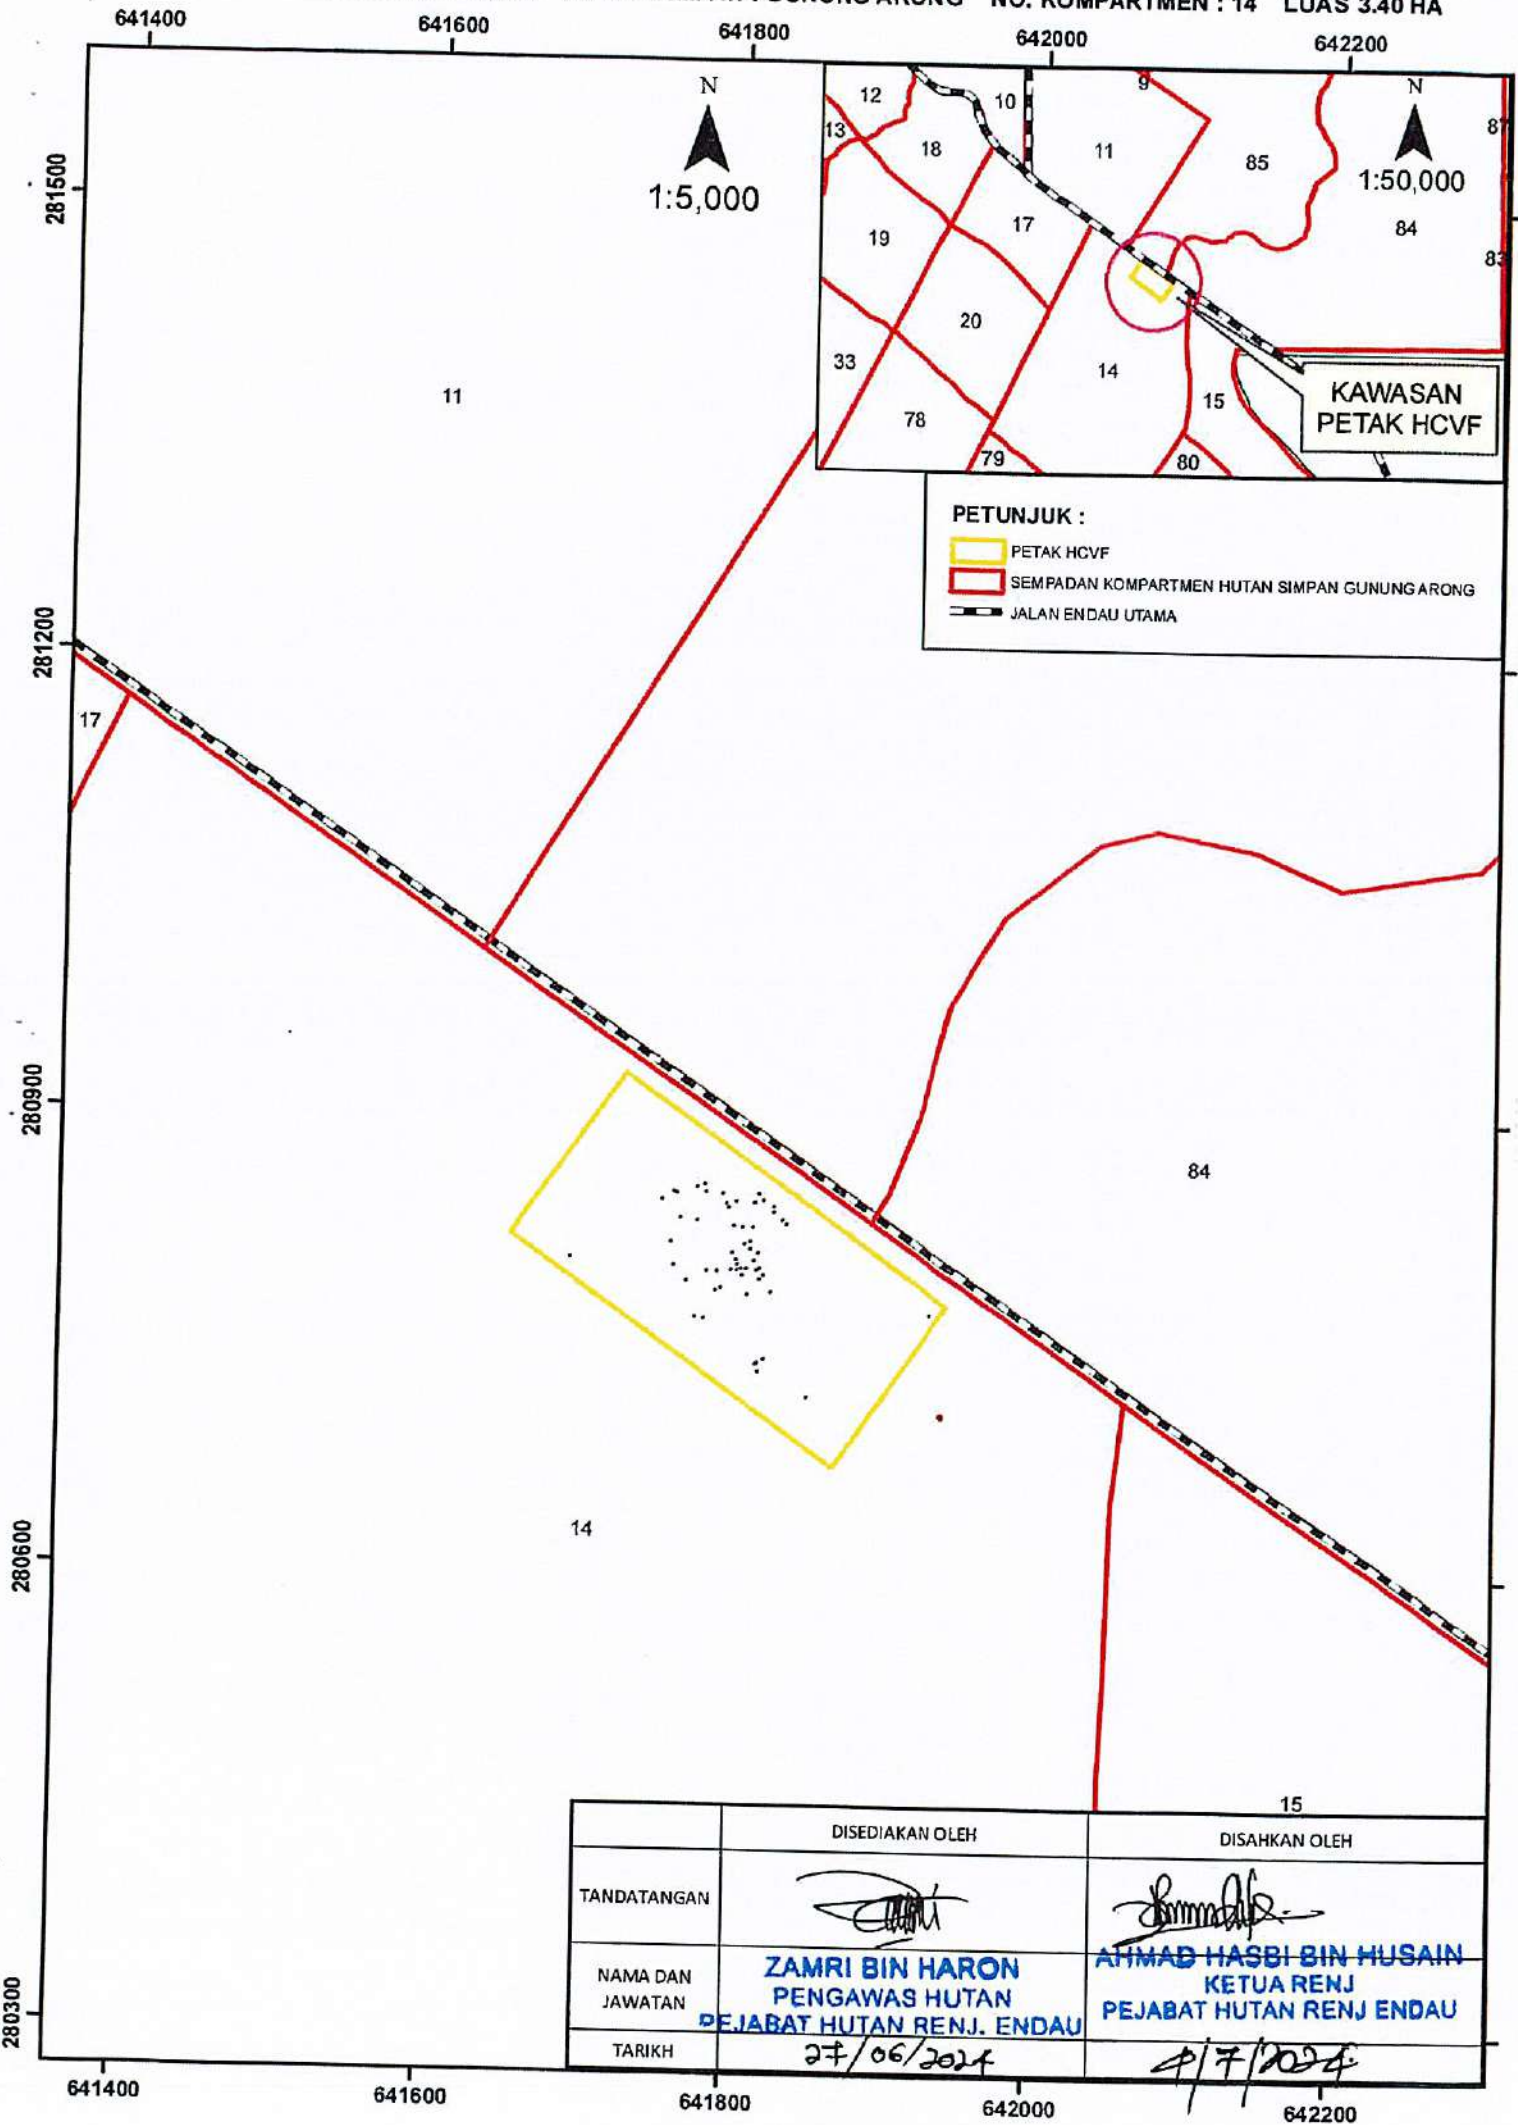 GUNUNG ARONG NO. KOMPARTMEN : 14 LUAS 3.40 HA
641400 641600 641800 642000 642200
N
1:5,000
N
1:50,000
12
10
9
87
13
18
11
85
84
19
17
83
20
33
14
15
78
79
80
KAWASAN
PETAK HCVF
PETUNJUK :
PETAK HCVF
SEMPADAN KOMPARTMEN HUTAN SIMPAN GUNUNG ARONG
JALAN ENDAU UTAMA
281500
281200
280900
280600
280300
11
17
84
14
15
DISEDIAKAN OLEH DISAHKAN OLEH
TANDATANGAN
NAMA DAN
JAWATAN
ZAMRI BIN HARON
PENGAWAS HUTAN
PEJABAT HUTAN RENJ. ENDAU
AHMAD HASBI BIN HUSAIN
KETUA RENJ
PEJABAT HUTAN RENJ ENDAU
TARIKH 27/06/2024 4/7/2024
641400 641600 641800 642000 642200